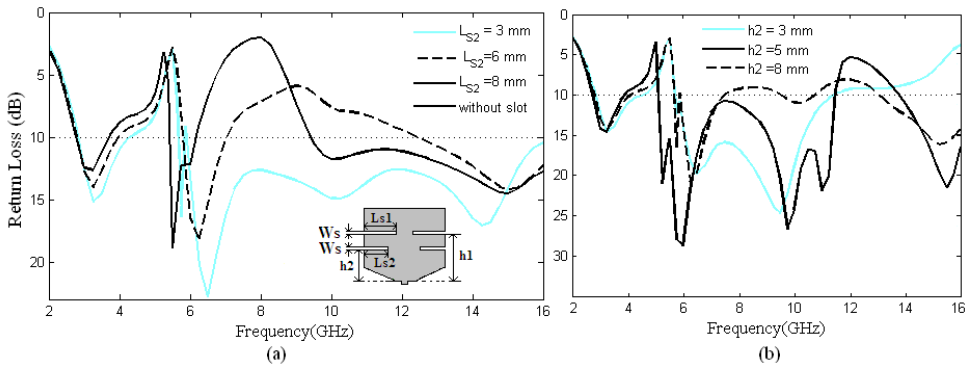 0
5
10
15
20
Return Loss (dB)
L_S2 = 3 mm
L_S2 =6 mm
L_S2 =8 mm
without slot
Ls1
Ws
Ws
h2
Ls2
h1
2 4 6 8 10 12 14 16
Frequency(GHz)
(a)
0
5
10
15
20
25
30
h2 = 3 mm
h2 =5 mm
h2 =8 mm
2 4 6 8 10 12 14 16
Frequency(GHz)
(b)